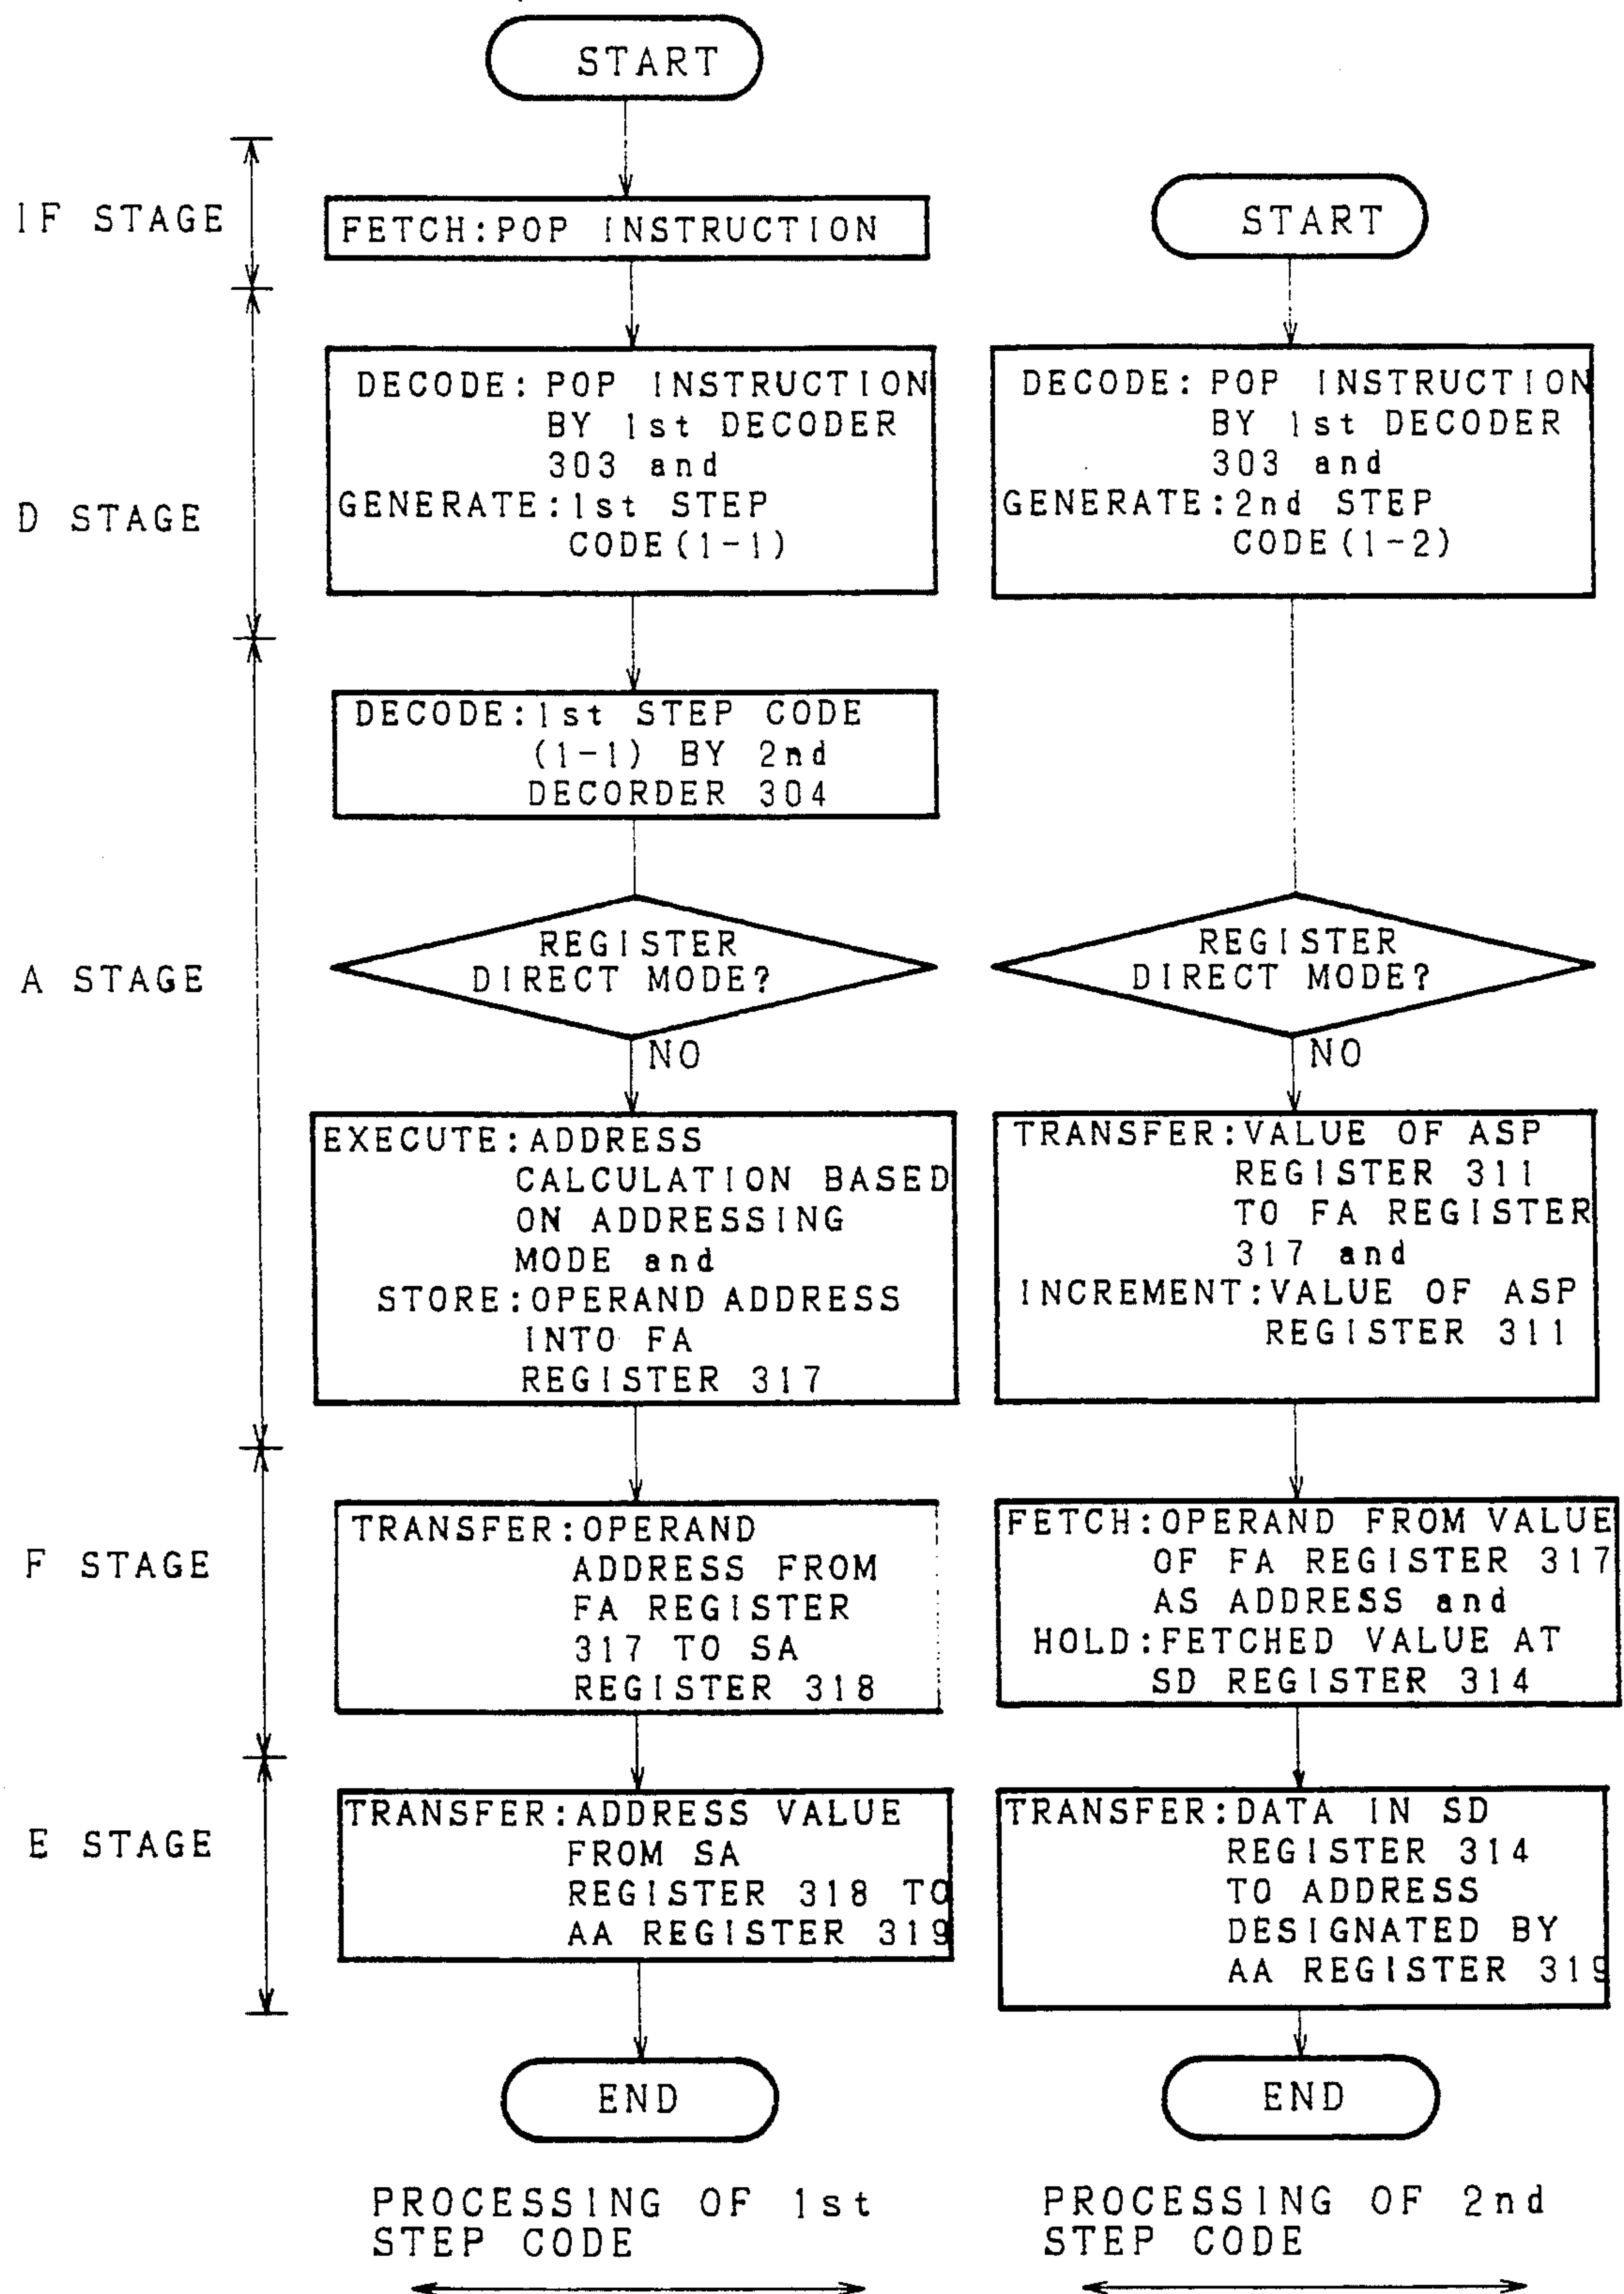 START
IF STAGE
FETCH:POP INSTRUCTION
START
D STAGE
DECODE: POP INSTRUCTION
BY 1st DECODER
303 and
GENERATE:1st STEP
CODE(1-1)
DECODE: POP INSTRUCTION
BY 1st DECODER
303 and
GENERATE:2nd STEP
CODE(1-2)
A STAGE
DECODE:1st STEP CODE
(1-1) BY 2nd
DECORDER 304
REGISTER
DIRECT MODE?
NO
REGISTER
DIRECT MODE?
NO
EXECUTE:ADDRESS
CALCULATION BASED
ON ADDRESSING
MODE and
STORE:OPERAND ADDRESS
INTO FA
REGISTER 317
TRANSFER:VALUE OF ASP
REGISTER 311
TO FA REGISTER
317 and
INCREMENT:VALUE OF ASP
REGISTER 311
F STAGE
TRANSFER:OPERAND
ADDRESS FROM
FA REGISTER
317 TO SA
REGISTER 318
FETCH:OPERAND FROM VALUE
OF FA REGISTER 317
AS ADDRESS and
HOLD:FETCHED VALUE AT
SD REGISTER 314
E STAGE
TRANSFER:ADDRESS VALUE
FROM SA
REGISTER 318 TO
AA REGISTER 319
TRANSFER:DATA IN SD
REGISTER 314
TO ADDRESS
DESIGNATED BY
AA REGISTER 319
END
END
PROCESSING OF 1st
STEP CODE
PROCESSING OF 2nd
STEP CODE